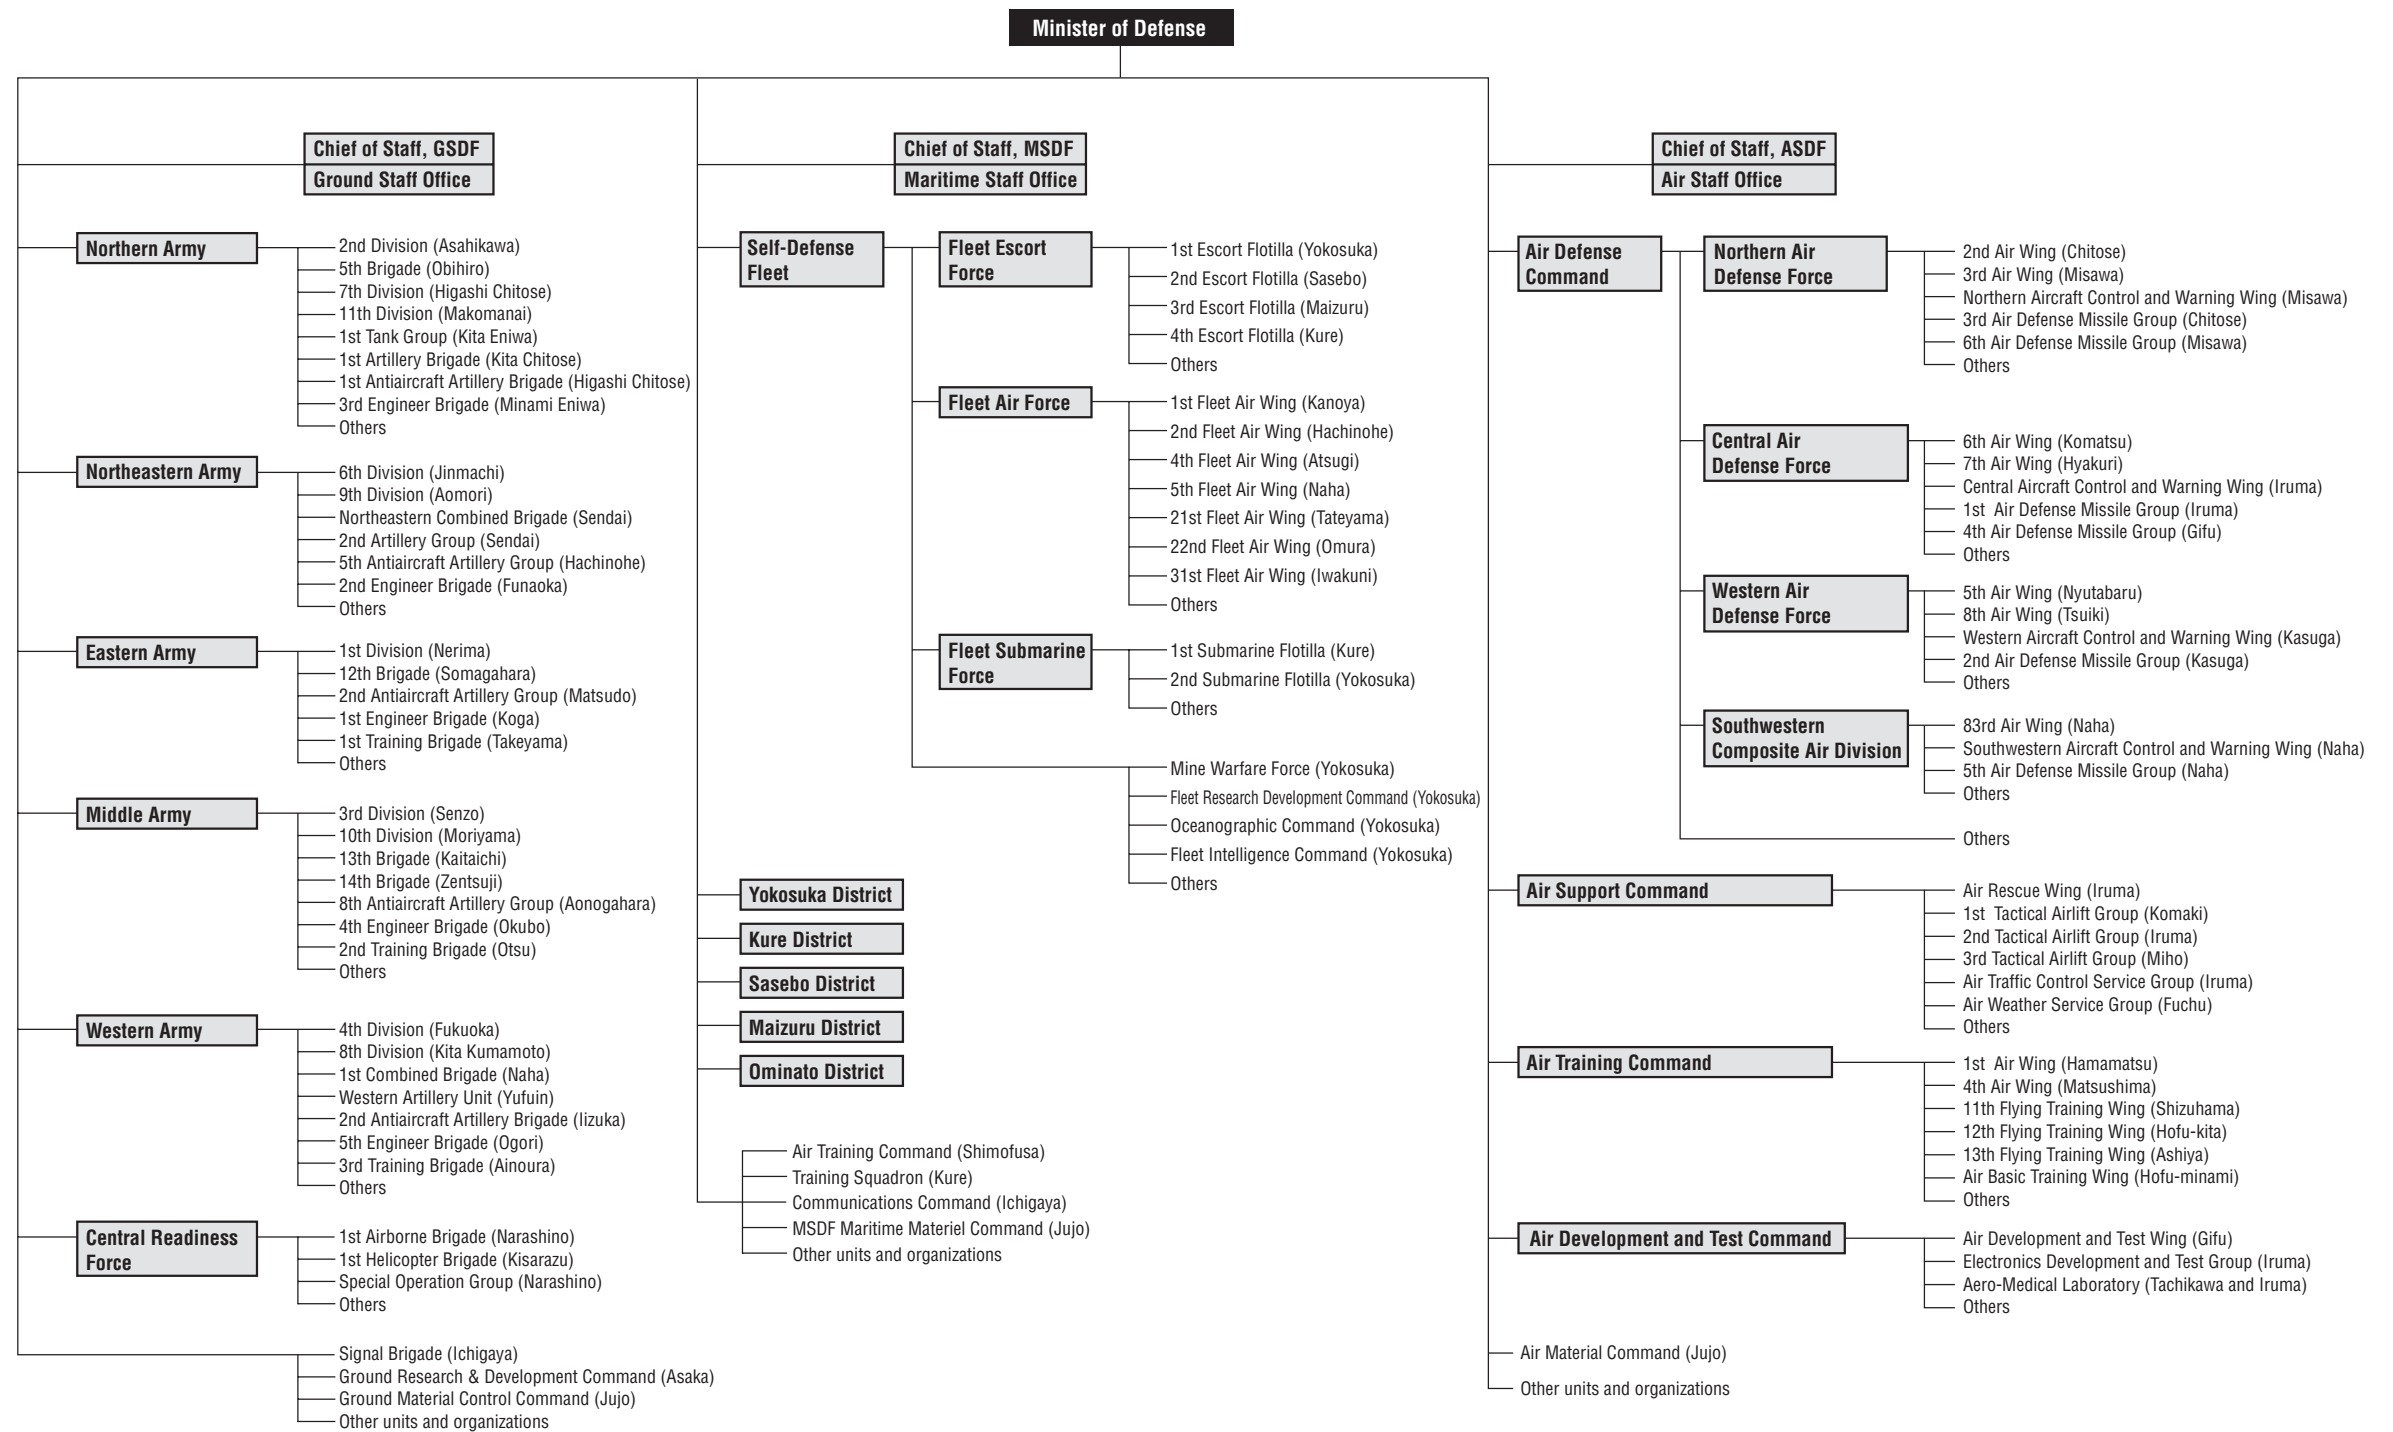 Minister of Defense
Chief of Staff, GSDF
Ground Staff Office
Northern Army
2nd Division (Asahikawa)
5th Brigade (Obihiro)
7th Division (Higashi Chitose)
11th Division (Makomanai)
1st Tank Group (Kita Eniwa)
1st Artillery Brigade (Kita Chitose)
1st Antiaircraft Artillery Brigade (Higashi Chitose)
3rd Engineer Brigade (Minami Eniwa)
Others
Northeastern Army
6th Division (Jinmachi)
9th Division (Aomori)
Northeastern Combined Brigade (Sendai)
2nd Artillery Group (Sendai)
5th Antiaircraft Artillery Group (Hachinohe)
2nd Engineer Brigade (Funaoka)
Others
Eastern Army
1st Division (Nerima)
12th Brigade (Somagahara)
2nd Antiaircraft Artillery Group (Matsudo)
1st Engineer Brigade (Koga)
1st Training Brigade (Takeyama)
Others
Middle Army
3rd Division (Senzo)
10th Division (Moriyama)
13th Brigade (Kaitaichi)
14th Brigade (Zentsuji)
8th Antiaircraft Artillery Group (Aonogahara)
4th Engineer Brigade (Okubo)
2nd Training Brigade (Otsu)
Others
Western Army
4th Division (Fukuoka)
8th Division (Kita Kumamoto)
1st Combined Brigade (Naha)
Western Artillery Unit (Yufuin)
2nd Antiaircraft Artillery Brigade (Iizuka)
5th Engineer Brigade (Ogori)
3rd Training Brigade (Ainoura)
Others
Central Readiness
Force
1st Airborne Brigade (Narashino)
1st Helicopter Brigade (Kisarazu)
Special Operation Group (Narashino)
Others
Signal Brigade (Ichigaya)
Ground Research & Development Command (Asaka)
Ground Material Control Command (Jujo)
Other units and organizations
Chief of Staff, MSDF
Maritime Staff Office
Self-Defense
Fleet
Fleet Escort
Force
1st Escort Flotilla (Yokosuka)
2nd Escort Flotilla (Sasebo)
3rd Escort Flotilla (Maizuru)
4th Escort Flotilla (Kure)
Others
Fleet Air Force
1st Fleet Air Wing (Kanoya)
2nd Fleet Air Wing (Hachinohe)
4th Fleet Air Wing (Atsugi)
5th Fleet Air Wing (Naha)
21st Fleet Air Wing (Tateyama)
22nd Fleet Air Wing (Omura)
31st Fleet Air Wing (Iwakuni)
Others
Fleet Submarine
Force
1st Submarine Flotilla (Kure)
2nd Submarine Flotilla (Yokosuka)
Others
Mine Warfare Force (Yokosuka)
Fleet Research Development Command (Yokosuka)
Oceanographic Command (Yokosuka)
Fleet Intelligence Command (Yokosuka)
Others
Yokosuka District
Kure District
Sasebo District
Maizuru District
Ominato District
Air Training Command (Shimofusa)
Training Squadron (Kure)
Communications Command (Ichigaya)
MSDF Maritime Materiel Command (Jujo)
Other units and organizations
Chief of Staff, ASDF
Air Staff Office
Air Defense
Command
Northern Air
Defense Force
2nd Air Wing (Chitose)
3rd Air Wing (Misawa)
Northern Aircraft Control and Warning Wing (Misawa)
3rd Air Defense Missile Group (Chitose)
6th Air Defense Missile Group (Misawa)
Others
Central Air
Defense Force
6th Air Wing (Komatsu)
7th Air Wing (Hyakuri)
Central Aircraft Control and Warning Wing (Iruma)
1st Air Defense Missile Group (Iruma)
4th Air Defense Missile Group (Gifu)
Others
Western Air
Defense Force
5th Air Wing (Nyutabaru)
8th Air Wing (Tsuiki)
Western Aircraft Control and Warning Wing (Kasuga)
2nd Air Defense Missile Group (Kasuga)
Others
Southwestern
Composite Air Division
83rd Air Wing (Naha)
Southwestern Aircraft Control and Warning Wing (Naha)
5th Air Defense Missile Group (Naha)
Others
Others
Air Support Command
Air Rescue Wing (Iruma)
1st Tactical Airlift Group (Komaki)
2nd Tactical Airlift Group (Iruma)
3rd Tactical Airlift Group (Miho)
Air Traffic Control Service Group (Iruma)
Air Weather Service Group (Fuchu)
Others
Air Training Command
1st Air Wing (Hamamatsu)
4th Air Wing (Matsushima)
11th Flying Training Wing (Shizuhama)
12th Flying Training Wing (Hofu-kita)
13th Flying Training Wing (Ashiya)
Air Basic Training Wing (Hofu-minami)
Others
Air Development and Test Command
Air Development and Test Wing (Gifu)
Electronics Development and Test Group (Iruma)
Aero-Medical Laboratory (Tachikawa and Iruma)
Others
Air Material Command (Jujo)
Other units and organizations